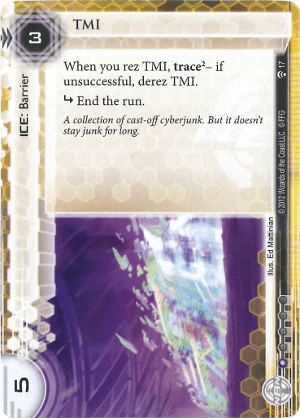 3
TMI
When you rez TMI, trace²– if
unsuccessful, derez TMI.
↳ End the run.
A collection of cast-off cyberjunk. But it doesn't
stay junk for long.
ICE: Barrier
17
© 2012 Wizards of the Coast LLC. © FFG
Illus. Ed Mattinian
5